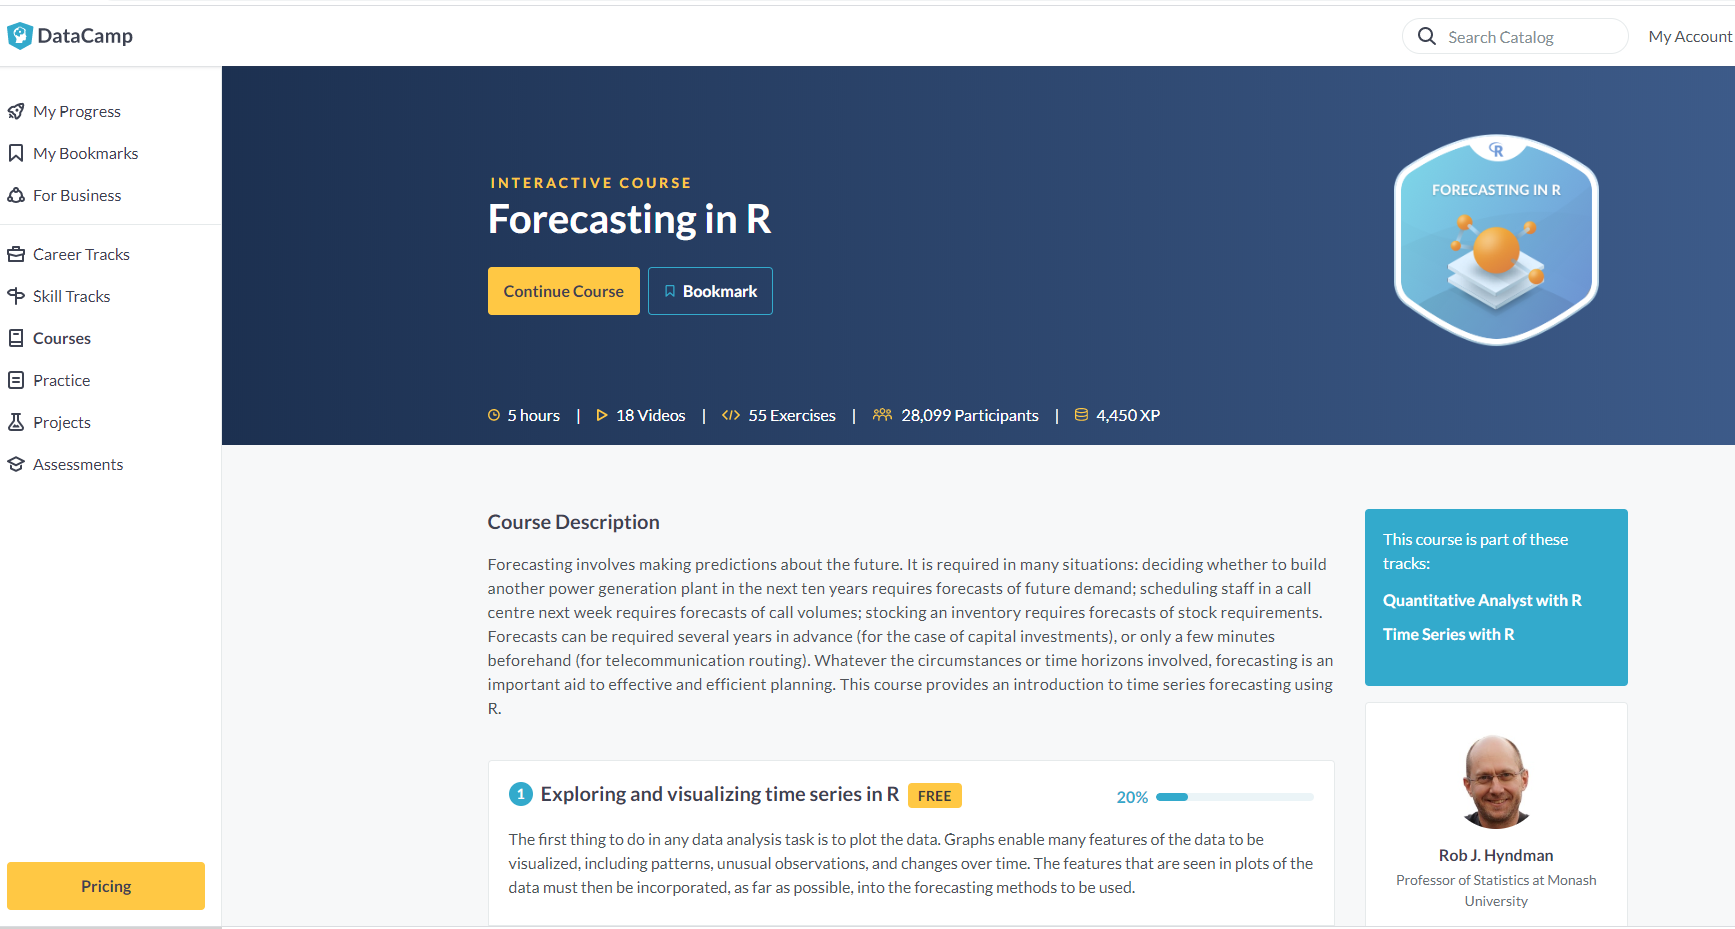 DataCamp
Search Catalog
My Account
My Progress
My Bookmarks
For Business
Career Tracks
Skill Tracks
Courses
Practice
Projects
Assessments
Pricing
INTERACTIVE COURSE
Forecasting in R
Continue Course
Bookmark
R
FORECASTING IN R
5 hours | 18 Videos | 55 Exercises | 28,099 Participants | 4,450 XP
Course Description
Forecasting involves making predictions about the future. It is required in many situations: deciding whether to build
another power generation plant in the next ten years requires forecasts of future demand; scheduling staff in a call
centre next week requires forecasts of call volumes; stocking an inventory requires forecasts of stock requirements.
Forecasts can be required several years in advance (for the case of capital investments), or only a few minutes
beforehand (for telecommunication routing). Whatever the circumstances or time horizons involved, forecasting is an
important aid to effective and efficient planning. This course provides an introduction to time series forecasting using
R.
1 Exploring and visualizing time series in R FREE 20%
The first thing to do in any data analysis task is to plot the data. Graphs enable many features of the data to be
visualized, including patterns, unusual observations, and changes over time. The features that are seen in plots of the
data must then be incorporated, as far as possible, into the forecasting methods to be used.
This course is part of these
tracks:
Quantitative Analyst with R
Time Series with R
Rob J. Hyndman
Professor of Statistics at Monash
University